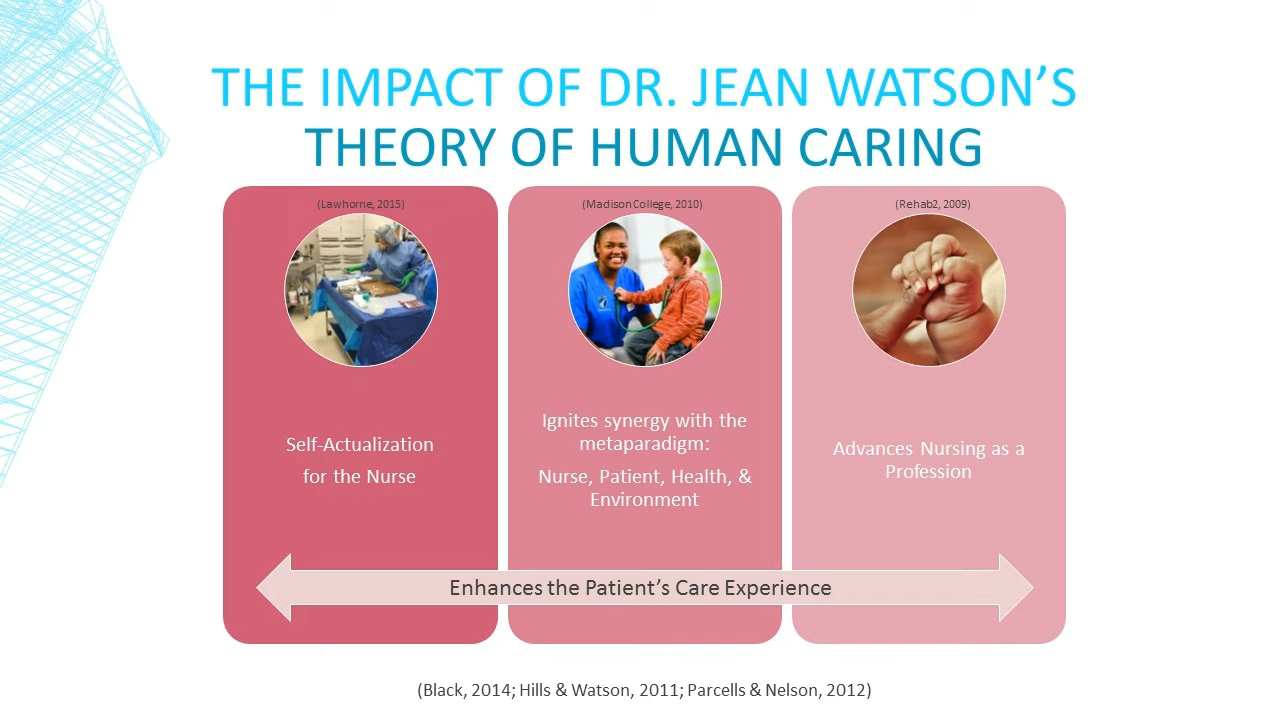 THE IMPACT OF DR. JEAN WATSON’S
THEORY OF HUMAN CARING
(Lawhorne, 2015)
Self-Actualization
for the Nurse
(Madison College, 2010)
Ignites synergy with the
metaparadigm:
Nurse, Patient, Health, &
Environment
(Rehab2, 2009)
Advances Nursing as a
Profession
Enhances the Patient’s Care Experience
(Black, 2014; Hills & Watson, 2011; Parcells & Nelson, 2012)